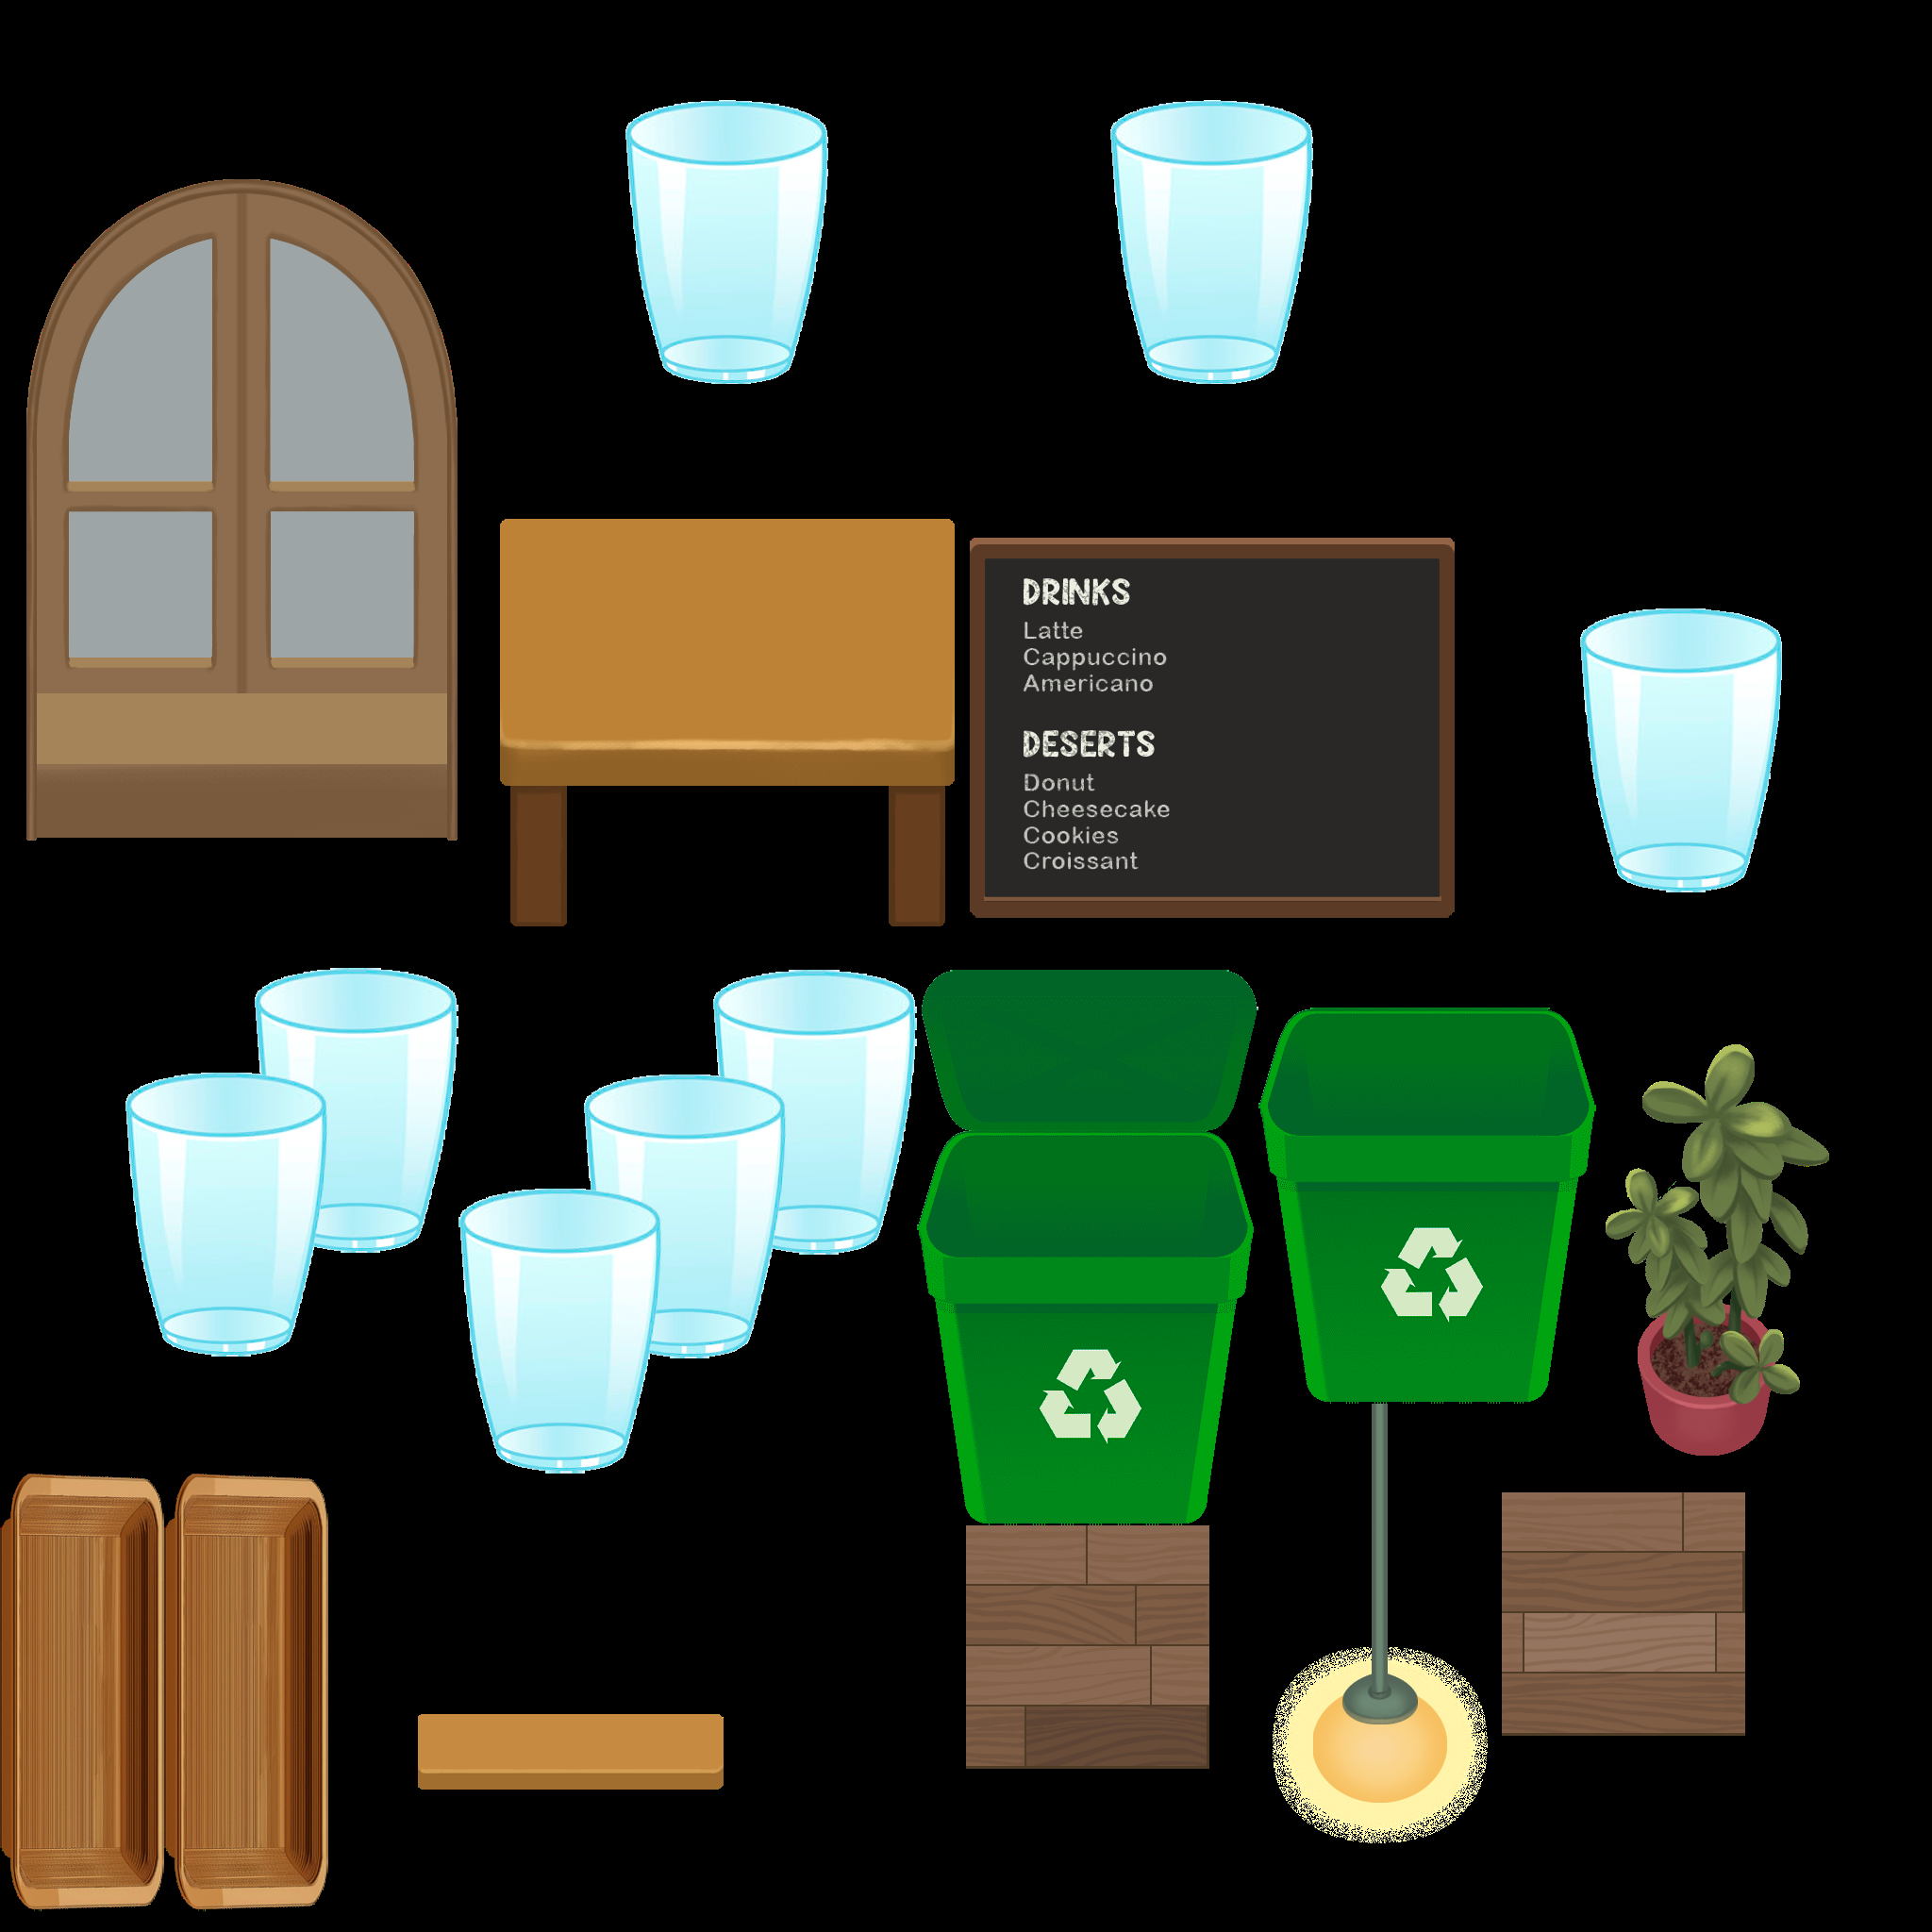 DRINKS
Latte
Cappuccino
Americano
DESERTS
Donut
Cheesecake
Cookies
Croissant